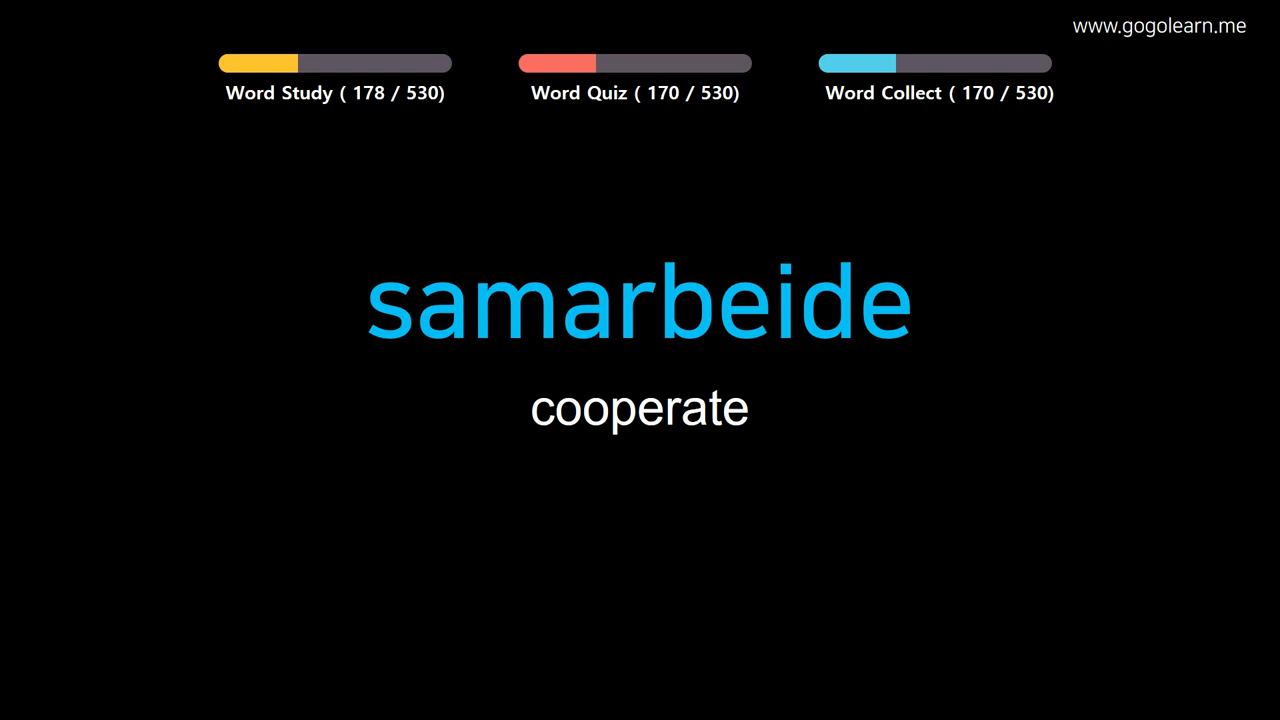 www.gogolearn.me
Word Study ( 178 / 530)
Word Quiz ( 170 / 530)
Word Collect ( 170 / 530)
samarbeide
cooperate